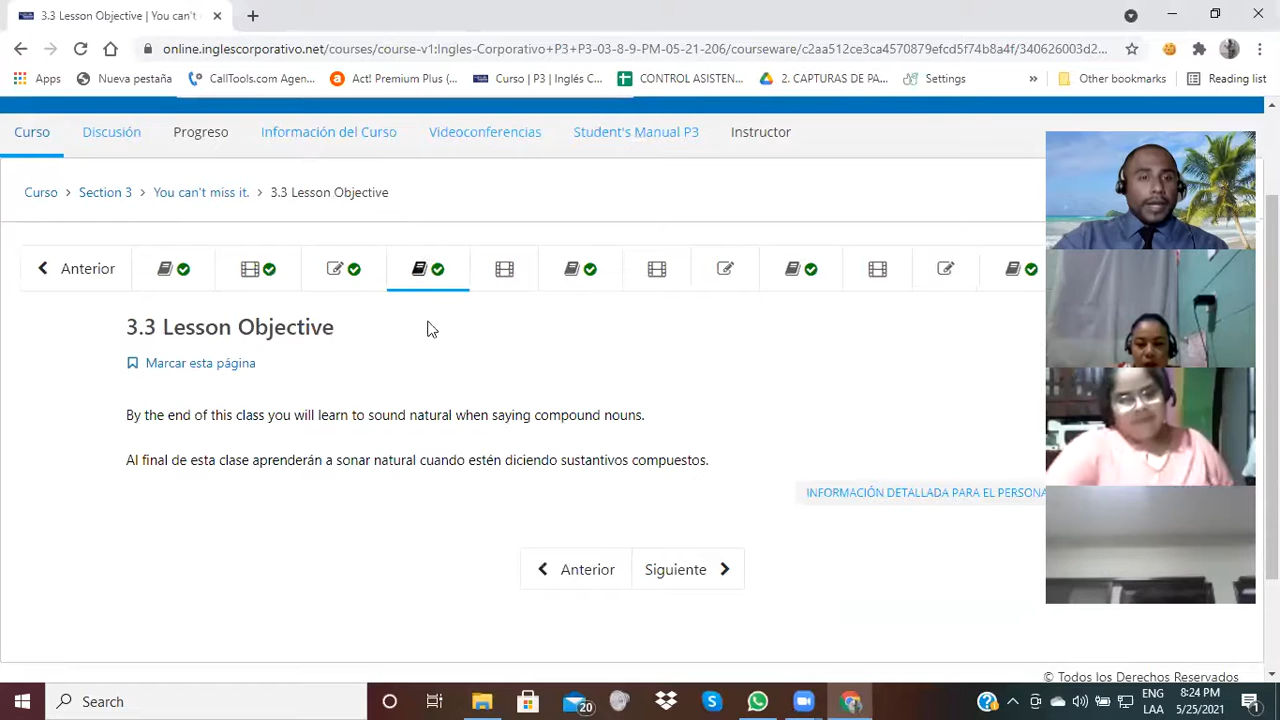 3.3 Lesson Objective | You can't
online.inglescorporativo.net/courses/course-v1:Ingles-Corporativo+P3+P3-03-8-9-PM-05-21-206/courseware/c2aa512ce3ca4570879efcd5f74b8a4f/340626003d2...
Apps Nueva pestaña CallTools.com Agen... Act! Premium Plus (... Curso | P3 | Inglés C... CONTROL ASISTEN... 2. CAPTURAS DE PA... Settings » Other bookmarks Reading list
Curso Discusión Progreso Información del Curso Videoconferencias Student's Manual P3 Instructor
Curso > Section 3 > You can't miss it. > 3.3 Lesson Objective
Anterior
3.3 Lesson Objective
Marcar esta página
By the end of this class you will learn to sound natural when saying compound nouns.
Al final de esta clase aprenderán a sonar natural cuando estén diciendo sustantivos compuestos.
INFORMACIÓN DETALLADA PARA EL PERSONA
Anterior Siguiente
© Todos los Derechos Reservados
Search 20 ENG 8:24 PM
LAA 5/25/2021 1